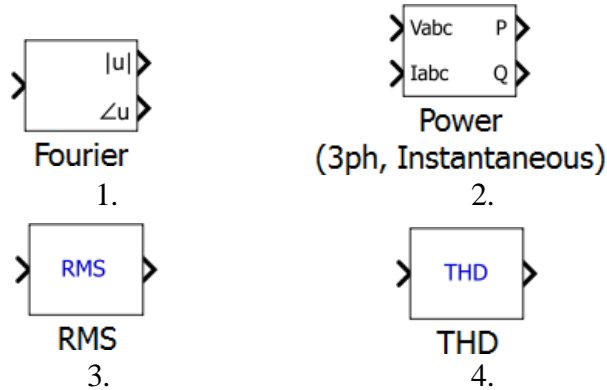 |u|
∠u
Fourier
1.
Vabc P
Iabc Q
Power
(3ph, Instantaneous)
2.
RMS
RMS
3.
THD
THD
4.